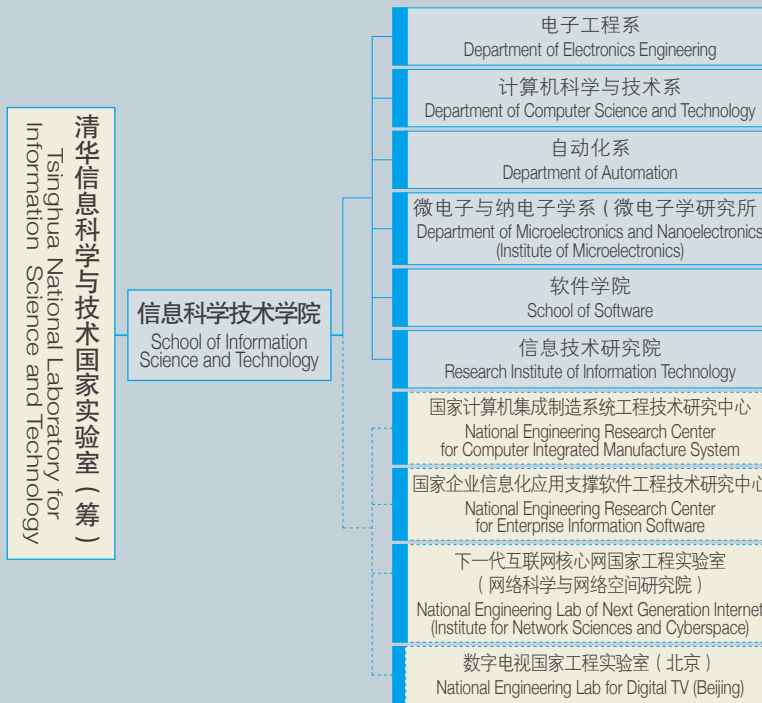 清华信息科学与技术国家实验室（筹）
Tsinghua National Laboratory for
Information Science and Technology
信息科学技术学院
School of Information
Science and Technology
电子工程系
Department of Electronics Engineering
计算机科学与技术系
Department of Computer Science and Technology
自动化系
Department of Automation
微电子与纳电子学系（微电子学研究所
Department of Microelectronics and Nanoelectronics
(Institute of Microelectronics)
软件学院
School of Software
信息技术研究院
Research Institute of Information Technology
国家计算机集成制造系统工程技术研究中心
National Engineering Research Center
for Computer Integrated Manufacture System
国家企业信息化应用支撑软件工程技术研究中心
National Engineering Research Center
for Enterprise Information Software
下一代互联网核心网国家工程实验室
（网络科学与网络空间研究院）
National Engineering Lab of Next Generation Internet
(Institute for Network Sciences and Cyberspace)
数字电视国家工程实验室（北京）
National Engineering Lab for Digital TV (Beijing)